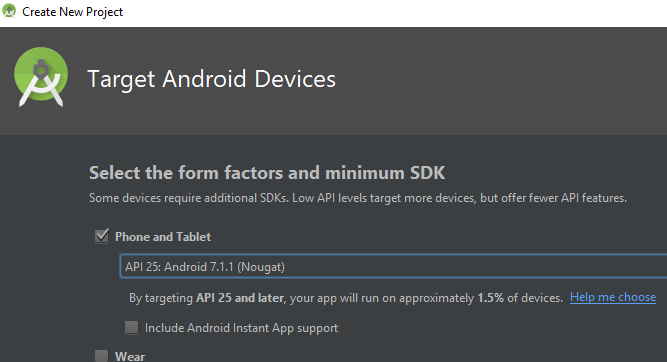 Create New Project
Target Android Devices
Select the form factors and minimum SDK
Some devices require additional SDKs. Low API levels target more devices, but offer fewer API features.
Phone and Tablet
API 25: Android 7.1.1 (Nougat)
By targeting API 25 and later, your app will run on approximately 1.5% of devices. Help me choose
Include Android Instant App support
Wear